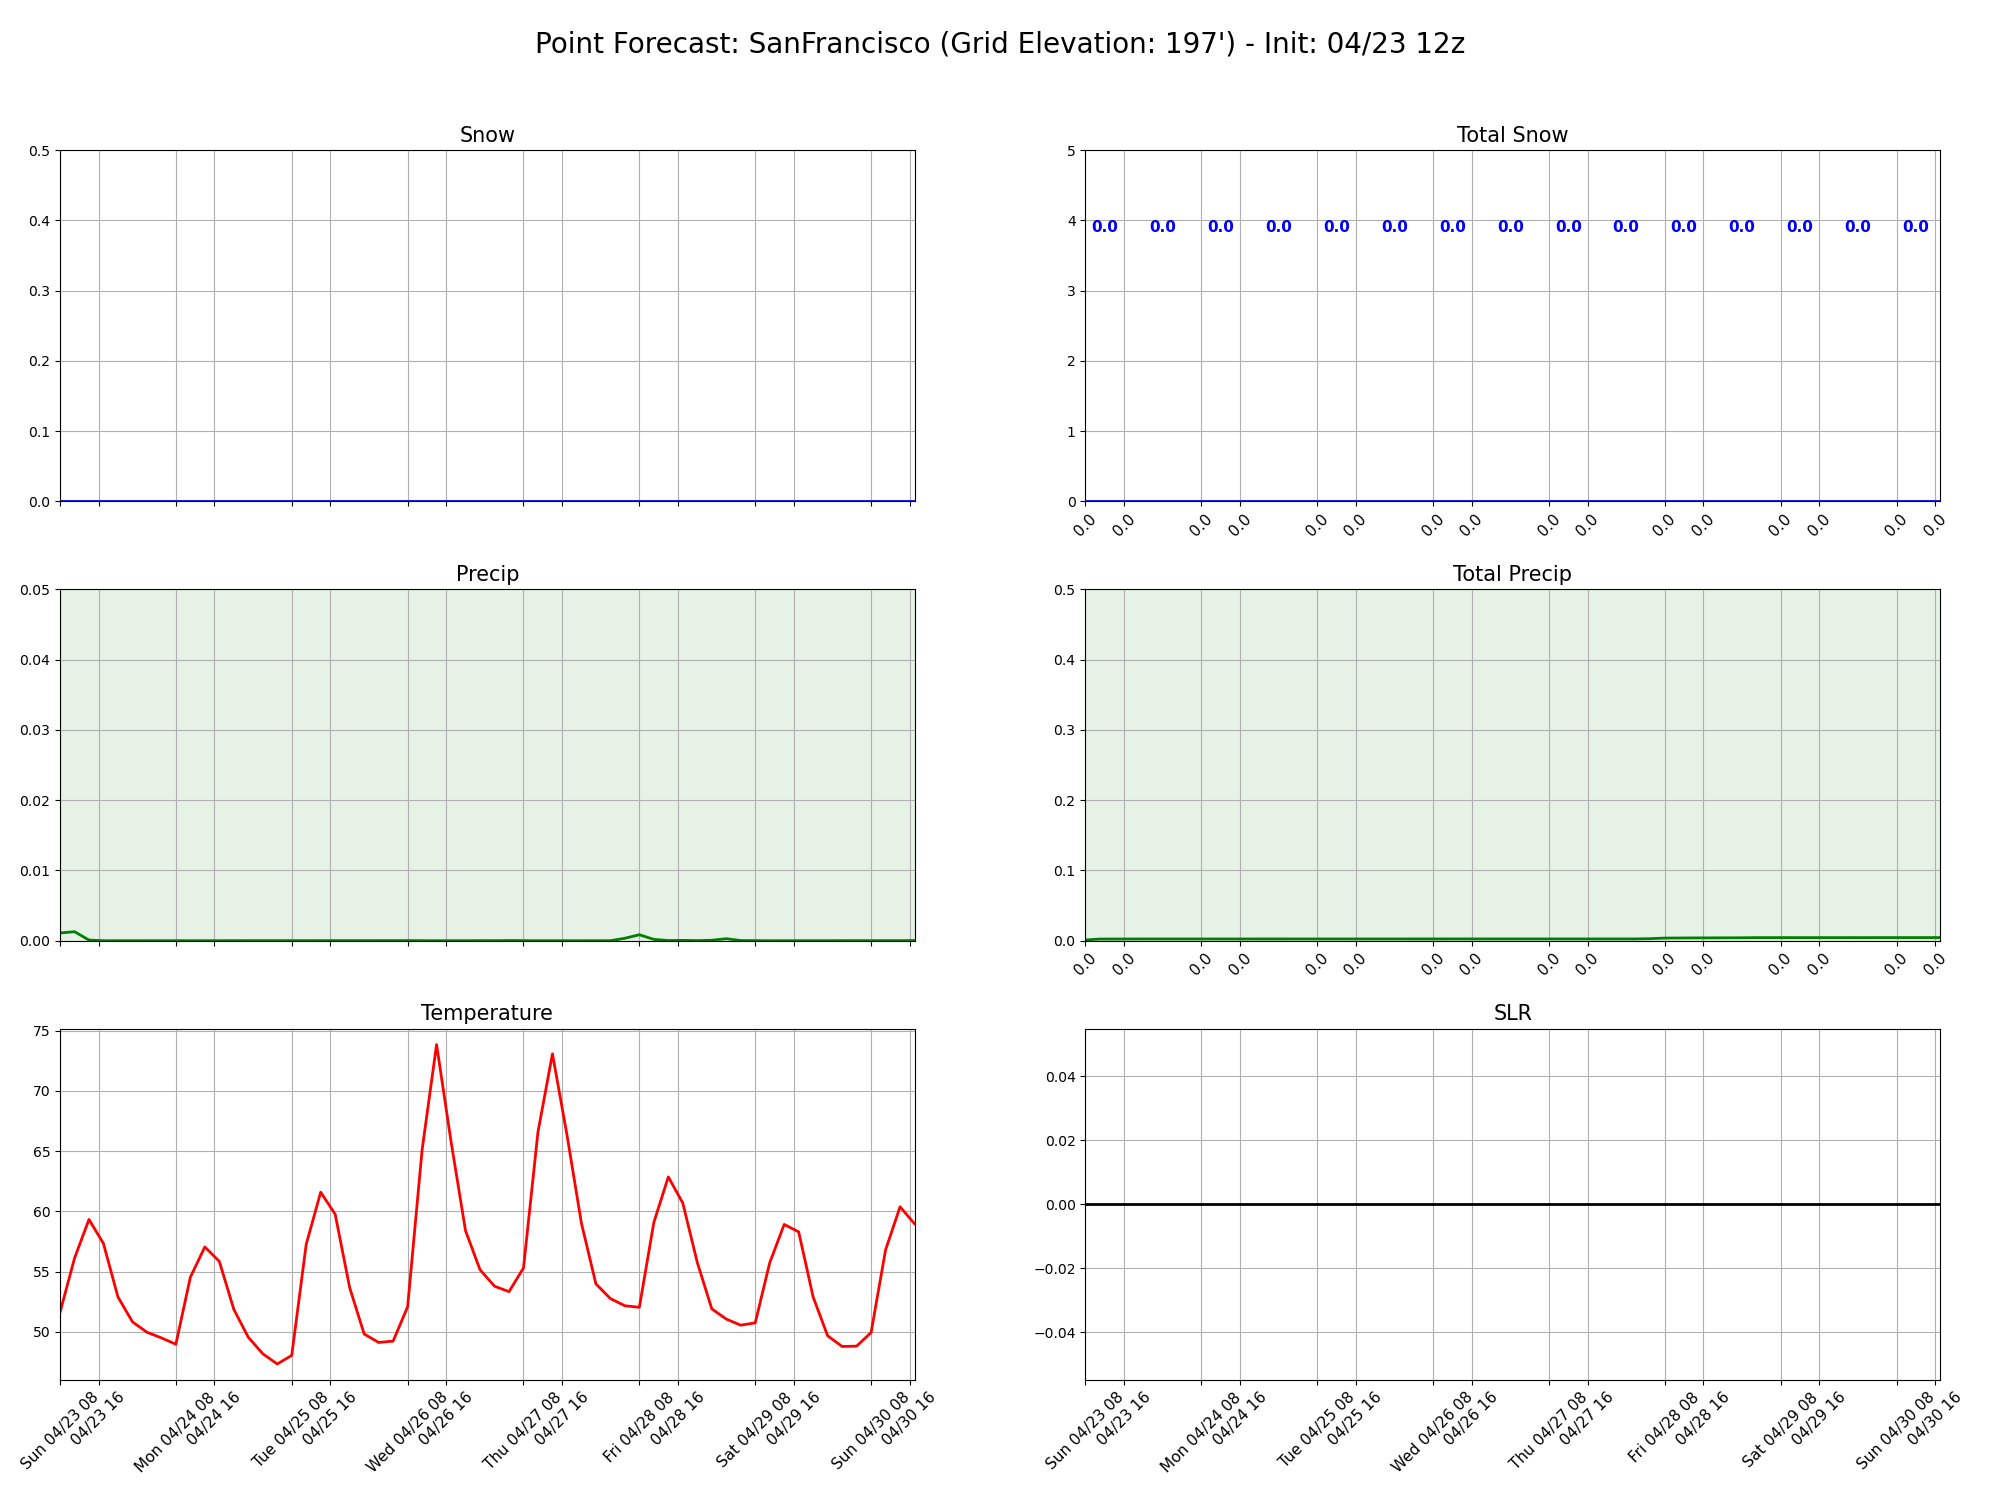 Point Forecast: SanFrancisco (Grid Elevation: 197') - Init: 04/23 12z
Snow
0.5
0.4
0.3
0.2
0.1
0.0
Total Snow
5
4
3
2
1
0
0.0 0.0 0.0 0.0 0.0 0.0 0.0 0.0 0.0 0.0 0.0 0.0 0.0 0.0 0.0
0.0 0.0 0.0 0.0 0.0 0.0 0.0 0.0 0.0 0.0 0.0 0.0 0.0 0.0 0.0 0.0
Precip
0.05
0.04
0.03
0.02
0.01
0.00
Total Precip
0.5
0.4
0.3
0.2
0.1
0.0
0.0 0.0 0.0 0.0 0.0 0.0 0.0 0.0 0.0 0.0 0.0 0.0 0.0 0.0 0.0 0.0
Temperature
75
70
65
60
55
50
Sun 04/23 08
04/23 16
Mon 04/24 08
04/24 16
Tue 04/25 08
04/25 16
Wed 04/26 08
04/26 16
Thu 04/27 08
04/27 16
Fri 04/28 08
04/28 16
Sat 04/29 08
04/29 16
Sun 04/30 08
04/30 16
SLR
0.04
0.02
0.00
−0.02
−0.04
Sun 04/23 08
04/23 16
Mon 04/24 08
04/24 16
Tue 04/25 08
04/25 16
Wed 04/26 08
04/26 16
Thu 04/27 08
04/27 16
Fri 04/28 08
04/28 16
Sat 04/29 08
04/29 16
Sun 04/30 08
04/30 16